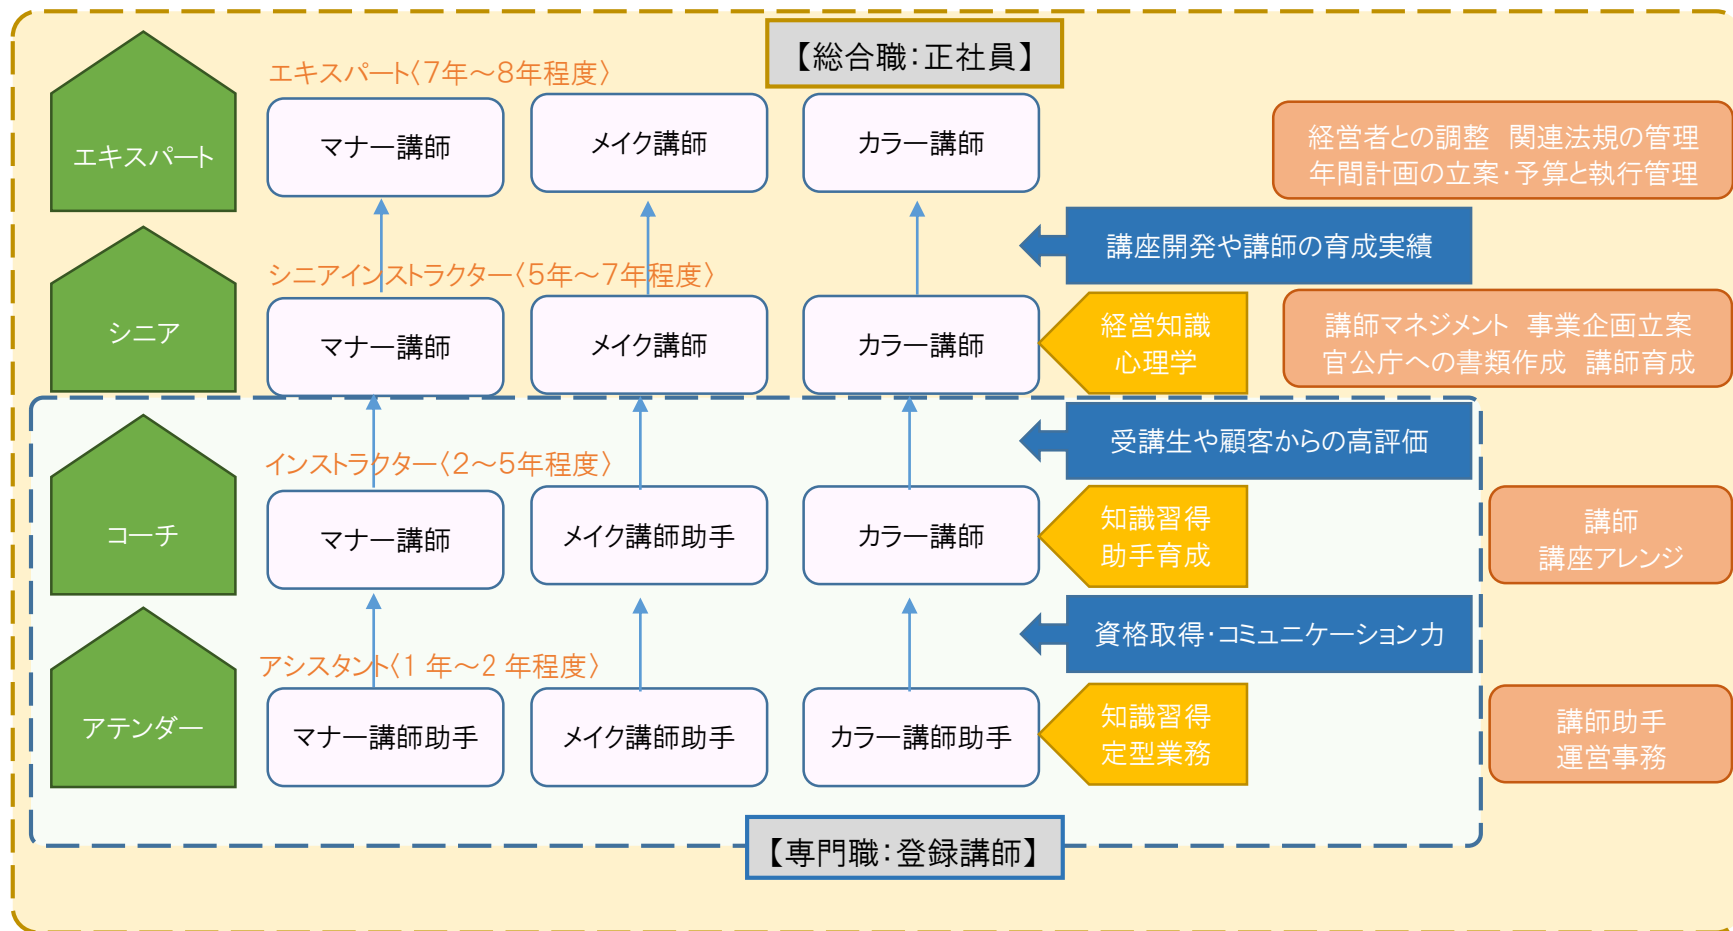 【総合職：正社員】
エキスパート
エキスパート〈7年～8年程度〉
マナー講師
メイク講師
カラー講師
経営者との調整　関連法規の管理
年間計画の立案・予算と執行管理
講座開発や講師の育成実績
シニア
シニアインストラクター〈5年～7年程度〉
マナー講師
メイク講師
カラー講師
経営知識
心理学
講師マネジメント　事業企画立案
官公庁への書類作成　講師育成
受講生や顧客からの高評価
コーチ
インストラクター〈2～5年程度〉
マナー講師
メイク講師助手
カラー講師
知識習得
助手育成
講師
講座アレンジ
資格取得・コミュニケーション力
アテンダー
アシスタント〈1 年～2 年程度〉
マナー講師助手
メイク講師助手
カラー講師助手
知識習得
定型業務
講師助手
運営事務
【専門職：登録講師】